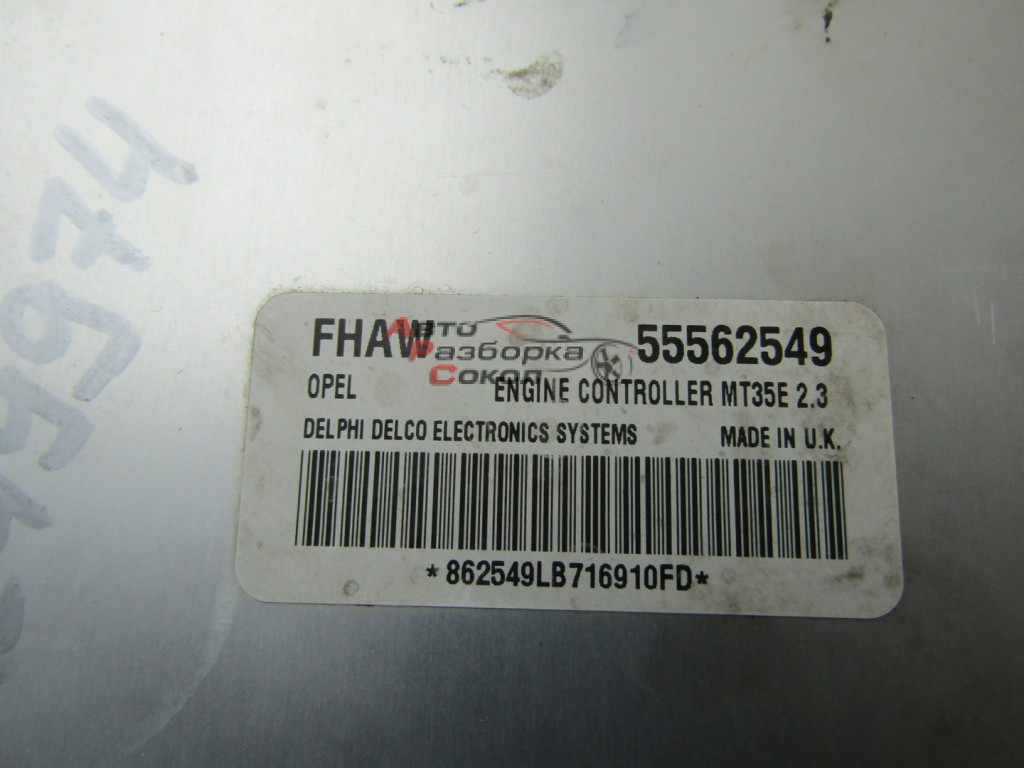 FHAW 55562549
Авто
Разборка
Сокол
OPEL ENGINE CONTROLLER MT35E 2.3
DELPHI DELCO ELECTRONICS SYSTEMS MADE IN U.K.
*862549LB716910FD*